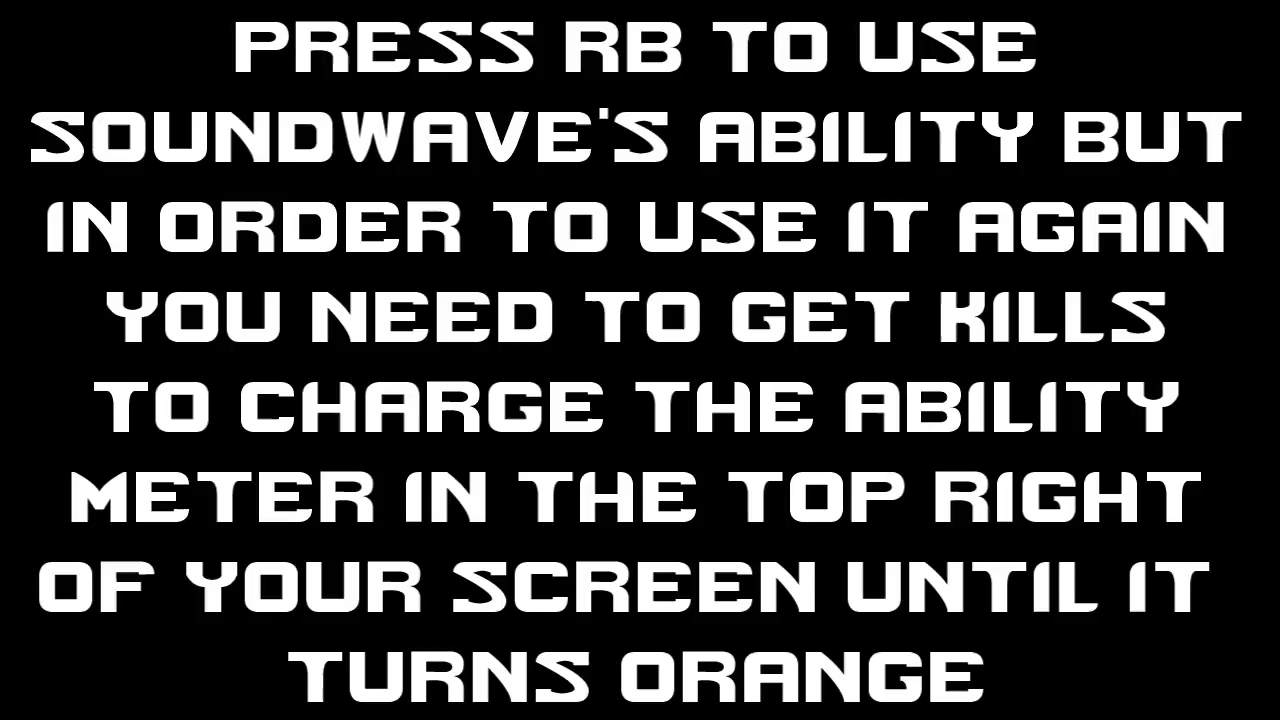 PRESS RB TO USE
SOUNDWAVE'S ABILITY BUT
IN ORDER TO USE IT AGAIN
YOU NEED TO GET KILLS
TO CHARGE THE ABILITY
METER IN THE TOP RIGHT
OF YOUR SCREEN UNTIL IT
TURNS ORANGE